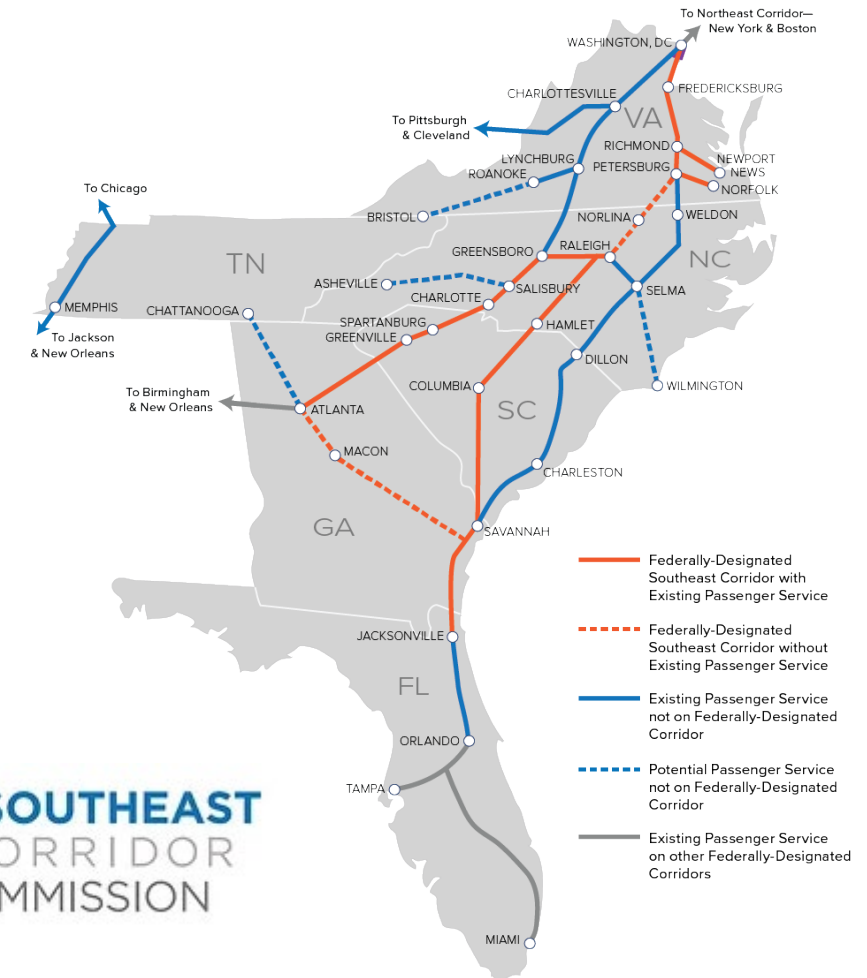 To Northeast Corridor—
New York & Boston
WASHINGTON, DC
FREDERICKSBURG
CHARLOTTESVILLE
VA
To Pittsburgh
& Cleveland
RICHMOND
NEWPORT
NEWS
LYNCHBURG
PETERSBURG
ROANOKE
NORFOLK
To Chicago
BRISTOL
NORLINA
WELDON
TN
GREENSBORO
RALEIGH
NC
ASHEVILLE
SALISBURY
SELMA
CHARLOTTE
MEMPHIS
CHATTANOOGA
SPARTANBURG
GREENVILLE
HAMLET
To Jackson
& New Orleans
DILLON
To Birmingham
& New Orleans
COLUMBIA
WILMINGTON
ATLANTA
SC
MACON
CHARLESTON
GA
SAVANNAH
Federally-Designated
Southeast Corridor with
Existing Passenger Service
JACKSONVILLE
Federally-Designated
Southeast Corridor without
Existing Passenger Service
FL
Existing Passenger Service
not on Federally-Designated
Corridor
ORLANDO
TAMPA
Potential Passenger Service
not on Federally-Designated
Corridor
SOUTHEAST
ORRIDOR
MMISSION
Existing Passenger Service
on other Federally-Designated
Corridors
MIAMI